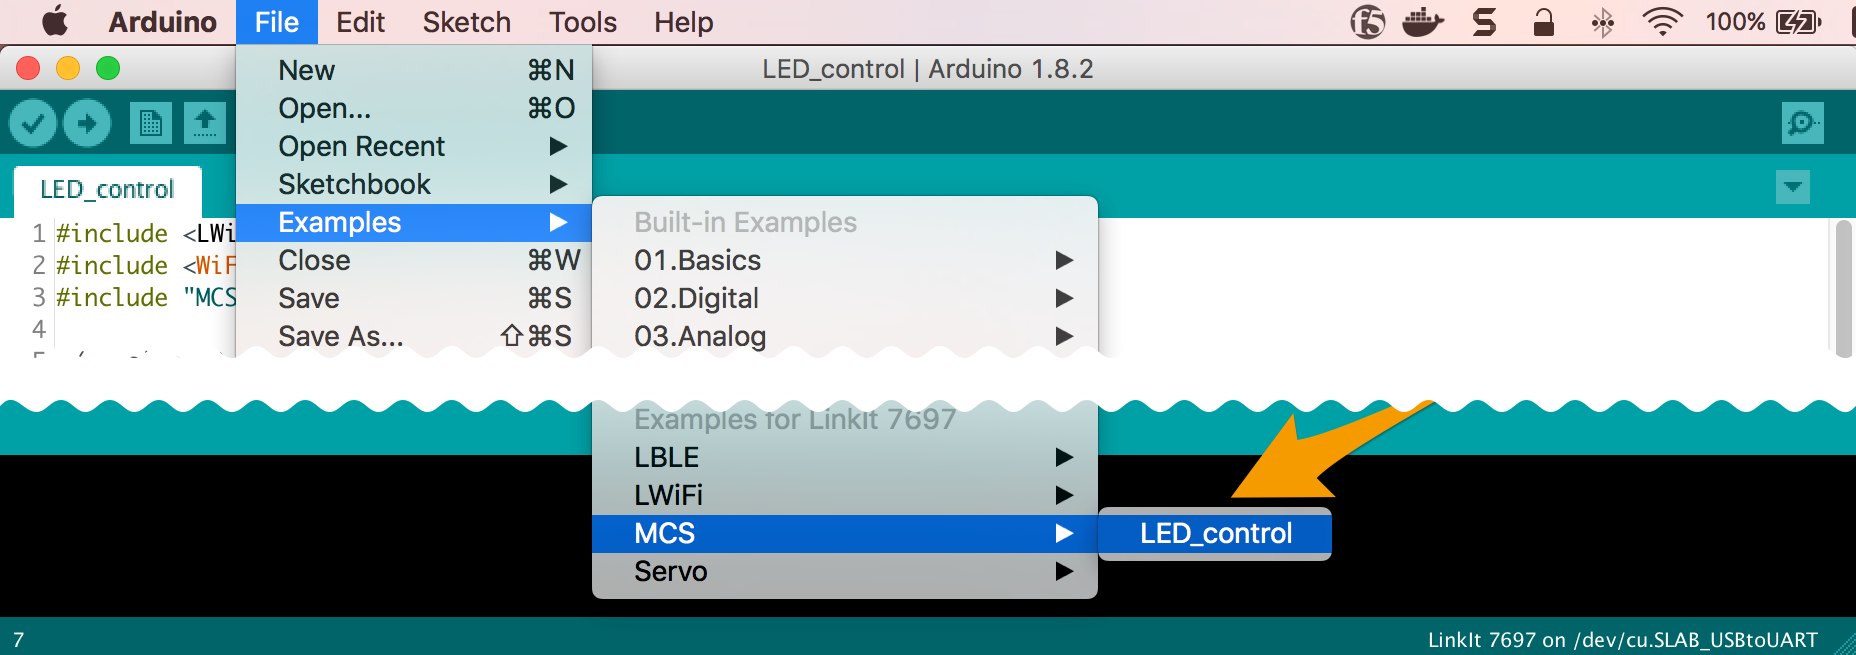 Arduino File Edit Sketch Tools Help f5 S 100%
LED_control | Arduino 1.8.2
New ⌘N
Open... ⌘O
Open Recent ▶
Sketchbook ▶
Examples ▶
Close ⌘W
Save ⌘S
Save As... ⇧⌘S
LED_control
1 #include <LWi
2 #include <WiF
3 #include "MCS
4
Built-in Examples
01.Basics ▶
02.Digital ▶
03.Analog ▶
Examples for LinkIt 7697
LBLE ▶
LWiFi ▶
MCS ▶
LED_control
Servo ▶
7
LinkIt 7697 on /dev/cu.SLAB_USBtoUART